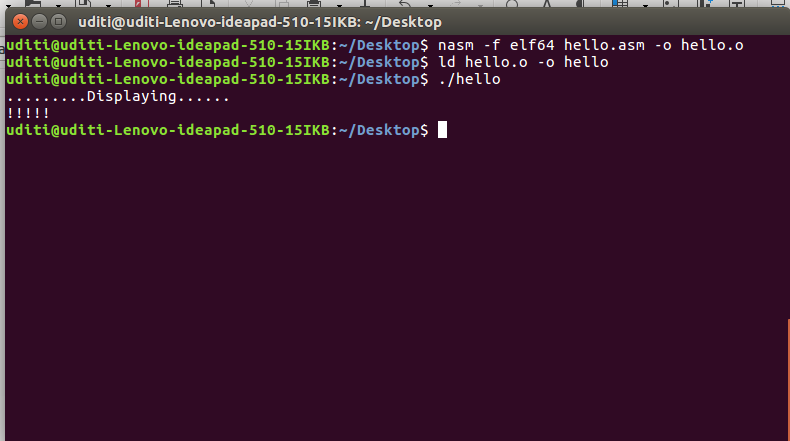 uditi@uditi-Lenovo-ideapad-510-15IKB: ~/Desktop
uditi@uditi-Lenovo-ideapad-510-15IKB:~/Desktop$ nasm -f elf64 hello.asm -o hello.o
uditi@uditi-Lenovo-ideapad-510-15IKB:~/Desktop$ ld hello.o -o hello
uditi@uditi-Lenovo-ideapad-510-15IKB:~/Desktop$ ./hello
.........Displaying......
!!!!!
uditi@uditi-Lenovo-ideapad-510-15IKB:~/Desktop$